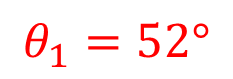 θ₁ = 52°